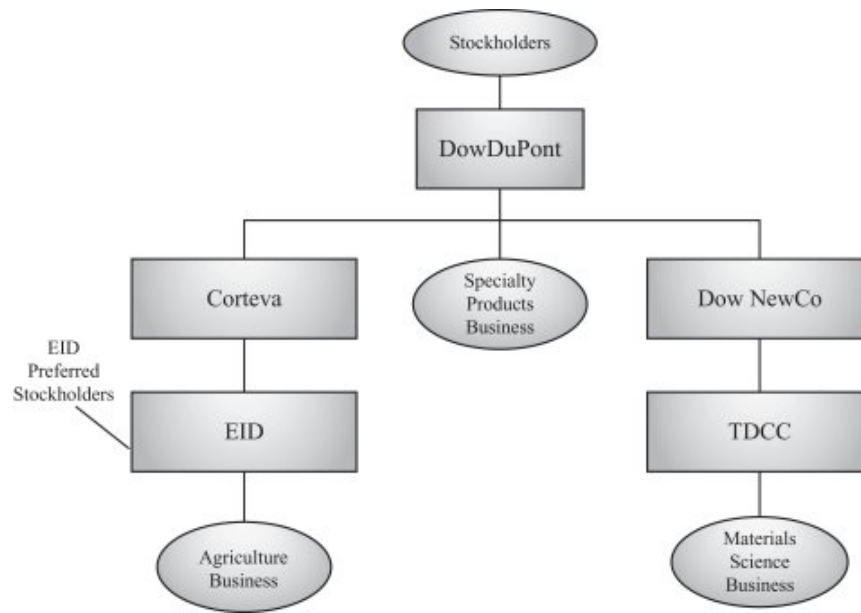 Stockholders
DowDuPont
Corteva
Specialty
Products
Business
Dow NewCo
EID
Preferred
Stockholders
EID
TDCC
Agriculture
Business
Materials
Science
Business